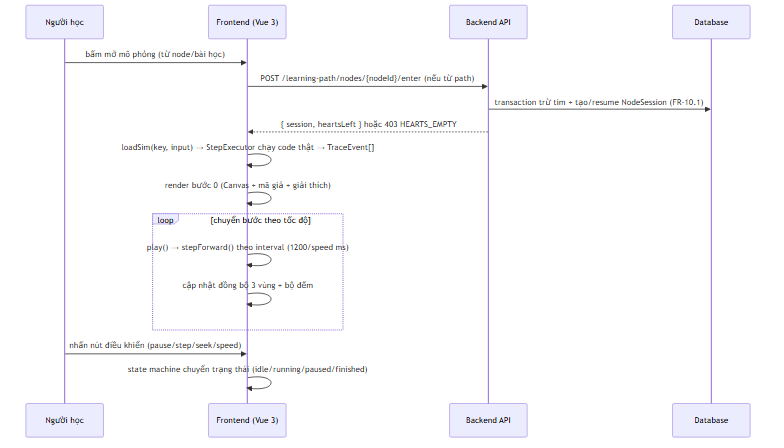 Người học
Frontend (Vue 3)
Backend API
Database
bấm mở mô phỏng (từ node/bài học)
POST /learning-path/nodes/{nodeId}/enter (nếu từ path)
transaction trừ tim + tạo/resume NodeSession (FR-10.1)
{ session, heartsLeft } hoặc 403 HEARTS_EMPTY
loadSim(key, input) → StepExecutor chạy code thật → TraceEvent[]
render bước 0 (Canvas + mã giả + giải thích)
loop
[chuyển bước theo tốc độ]
play() → stepForward() theo interval (1200/speed ms)
cập nhật đồng bộ 3 vùng + bộ đếm
nhấn nút điều khiển (pause/step/seek/speed)
state machine chuyển trạng thái (idle/running/paused/finished)
Người học
Frontend (Vue 3)
Backend API
Database